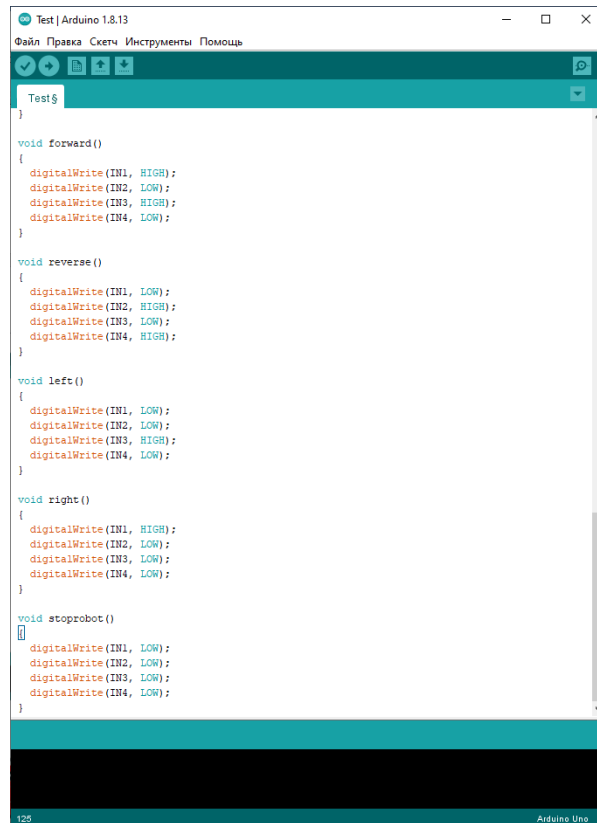 Test | Arduino 1.8.13
Файл Правка Скетч Инструменты Помощь
Test §
}
void forward()
{
  digitalWrite(IN1, HIGH);
  digitalWrite(IN2, LOW);
  digitalWrite(IN3, HIGH);
  digitalWrite(IN4, LOW);
}
void reverse()
{
  digitalWrite(IN1, LOW);
  digitalWrite(IN2, HIGH);
  digitalWrite(IN3, LOW);
  digitalWrite(IN4, HIGH);
}
void left()
{
  digitalWrite(IN1, LOW);
  digitalWrite(IN2, LOW);
  digitalWrite(IN3, HIGH);
  digitalWrite(IN4, LOW);
}
void right()
{
  digitalWrite(IN1, HIGH);
  digitalWrite(IN2, LOW);
  digitalWrite(IN3, LOW);
  digitalWrite(IN4, LOW);
}
void stoprobot()
{
  digitalWrite(IN1, LOW);
  digitalWrite(IN2, LOW);
  digitalWrite(IN3, LOW);
  digitalWrite(IN4, LOW);
}
125 Arduino Uno